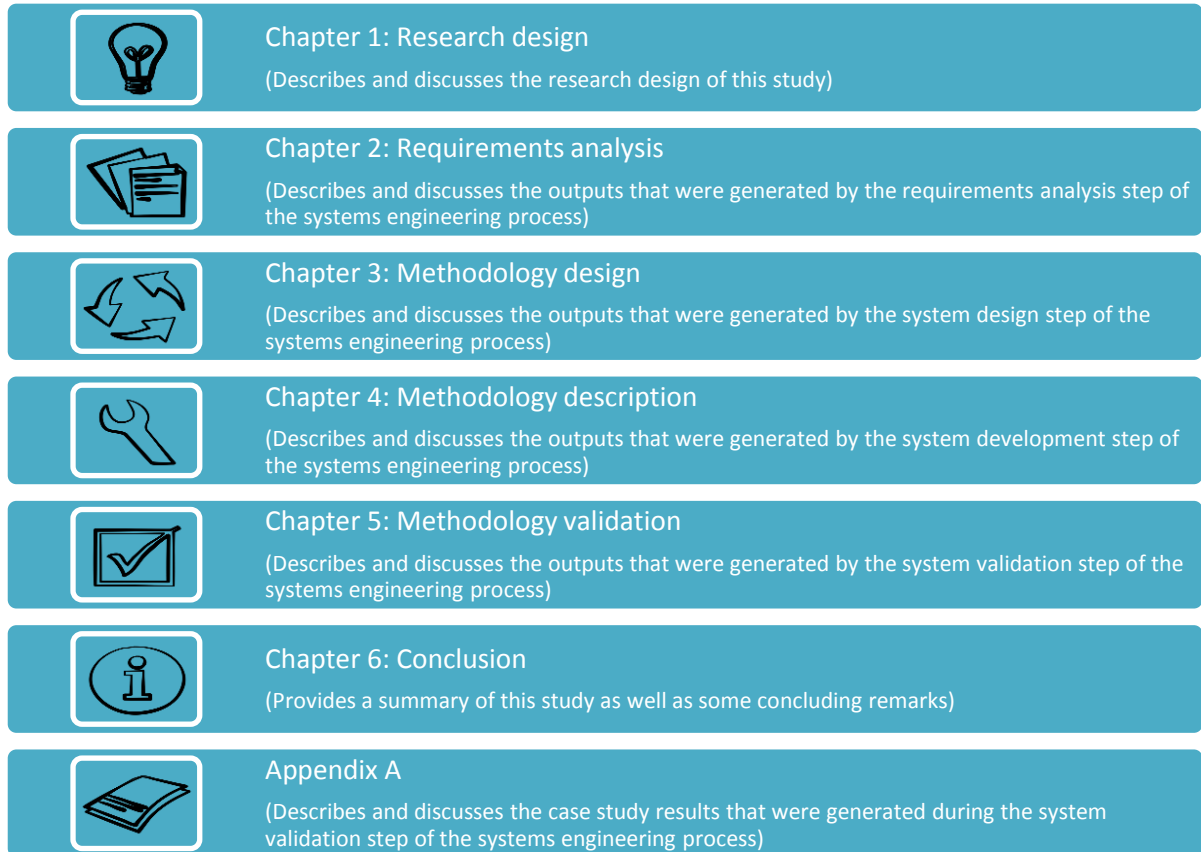 Chapter 1: Research design
(Describes and discusses the research design of this study)
Chapter 2: Requirements analysis
(Describes and discusses the outputs that were generated by the requirements analysis step of
the systems engineering process)
Chapter 3: Methodology design
(Describes and discusses the outputs that were generated by the system design step of the
systems engineering process)
Chapter 4: Methodology description
(Describes and discusses the outputs that were generated by the system development step of
the systems engineering process)
Chapter 5: Methodology validation
(Describes and discusses the outputs that were generated by the system validation step of the
systems engineering process)
Chapter 6: Conclusion
(Provides a summary of this study as well as some concluding remarks)
Appendix A
(Describes and discusses the case study results that were generated during the system
validation step of the systems engineering process)